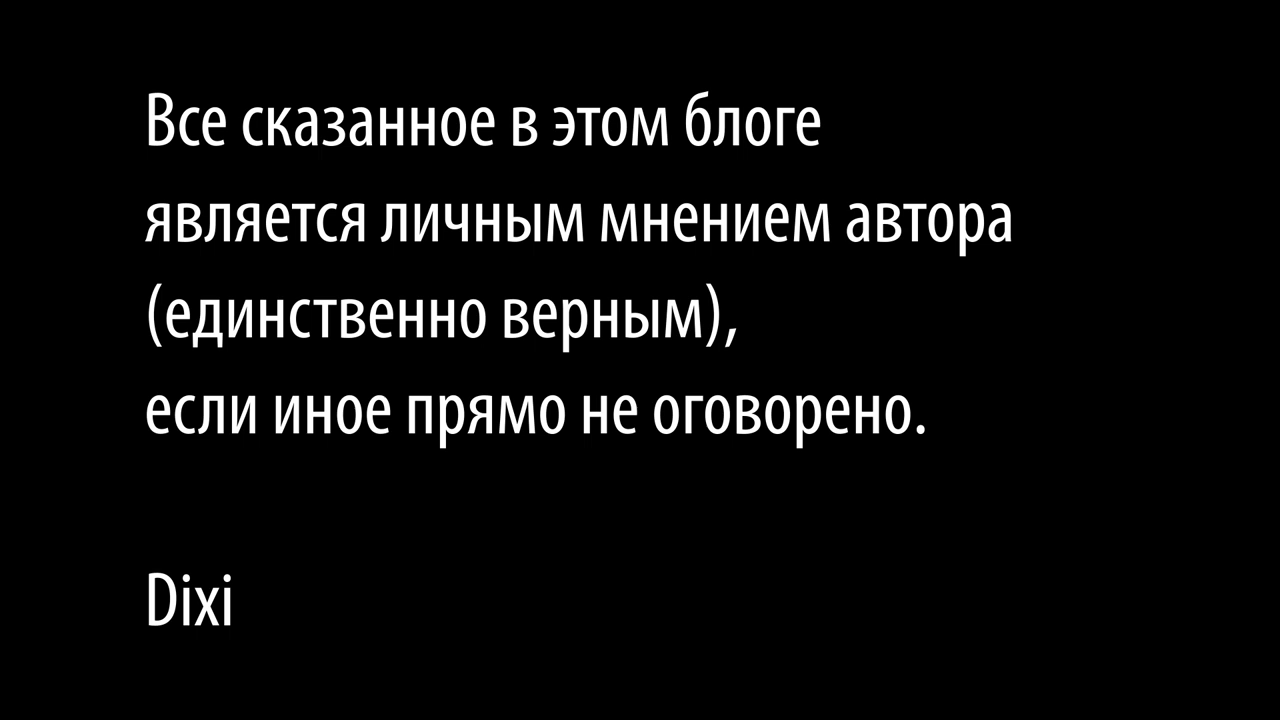 Все сказанное в этом блоге
является личным мнением автора
(единственно верным),
если иное прямо не оговорено.
Dixi